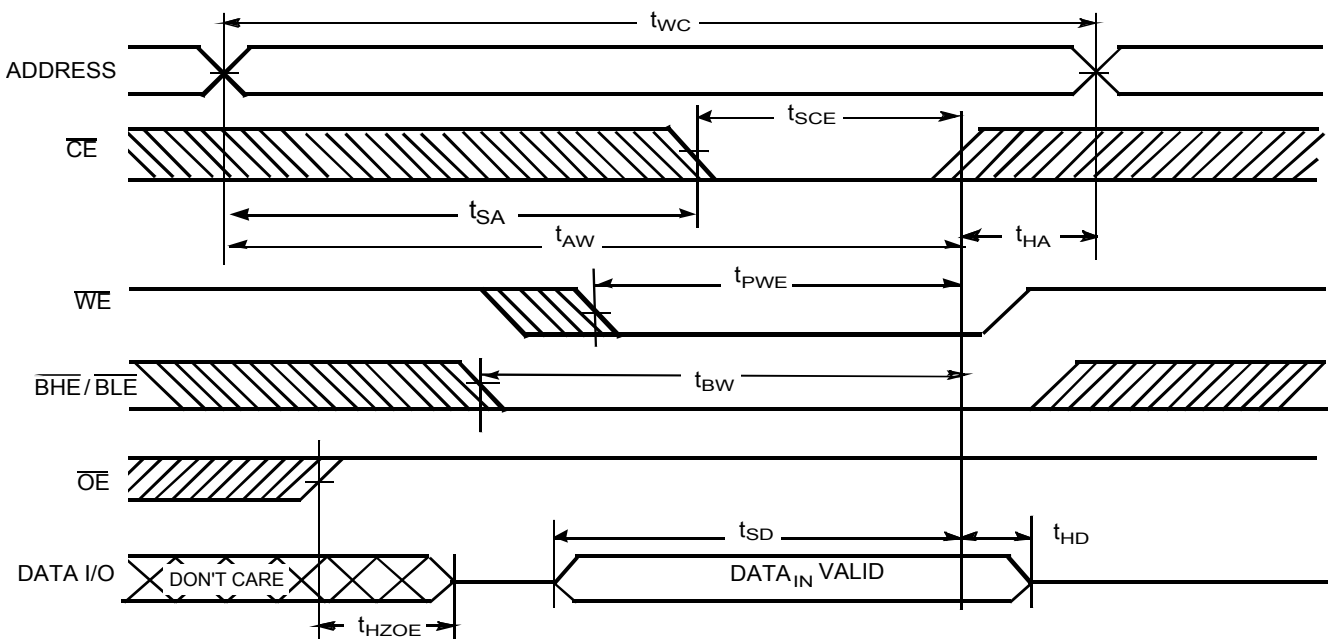 tWC
ADDRESS
tSCE
CE
tSA
tAW
tHA
tPWE
WE
BHE/BLE
tBW
OE
tSD
tHD
DATA I/O
DON'T CARE
DATAIN VALID
tHZOE